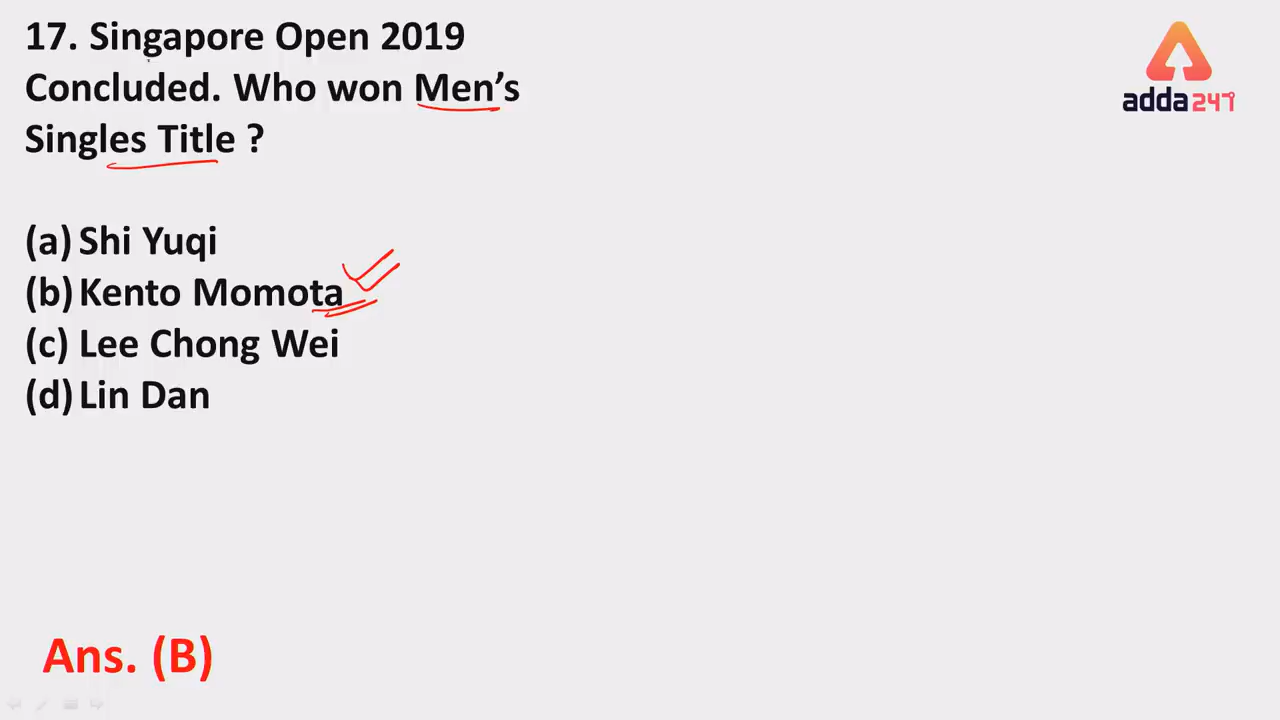 17. Singapore Open 2019
Concluded. Who won Men’s
Singles Title ?
(a) Shi Yuqi
(b) Kento Momota
(c) Lee Chong Wei
(d) Lin Dan
Ans. (B)
adda247